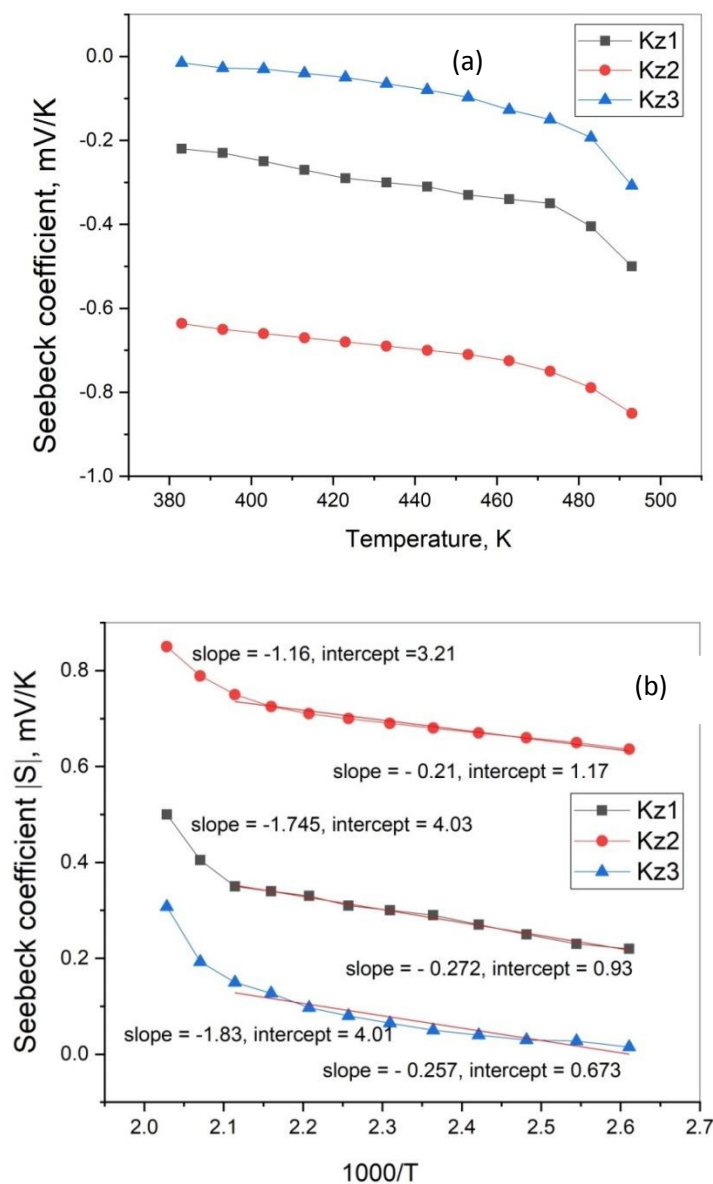 (a)
Kz1
Kz2
Kz3
0.0
-0.2
-0.4
-0.6
-0.8
-1.0
Seebeck coefficient, mV/K
380 400 420 440 460 480 500
Temperature, K
(b)
slope = -1.16, intercept =3.21
slope = - 0.21, intercept = 1.17
slope = -1.745, intercept = 4.03
Kz1
Kz2
Kz3
slope = - 0.272, intercept = 0.93
slope = -1.83, intercept = 4.01
slope = - 0.257, intercept = 0.673
0.8
0.6
0.4
0.2
0.0
Seebeck coefficient |S|, mV/K
2.0 2.1 2.2 2.3 2.4 2.5 2.6 2.7
1000/T